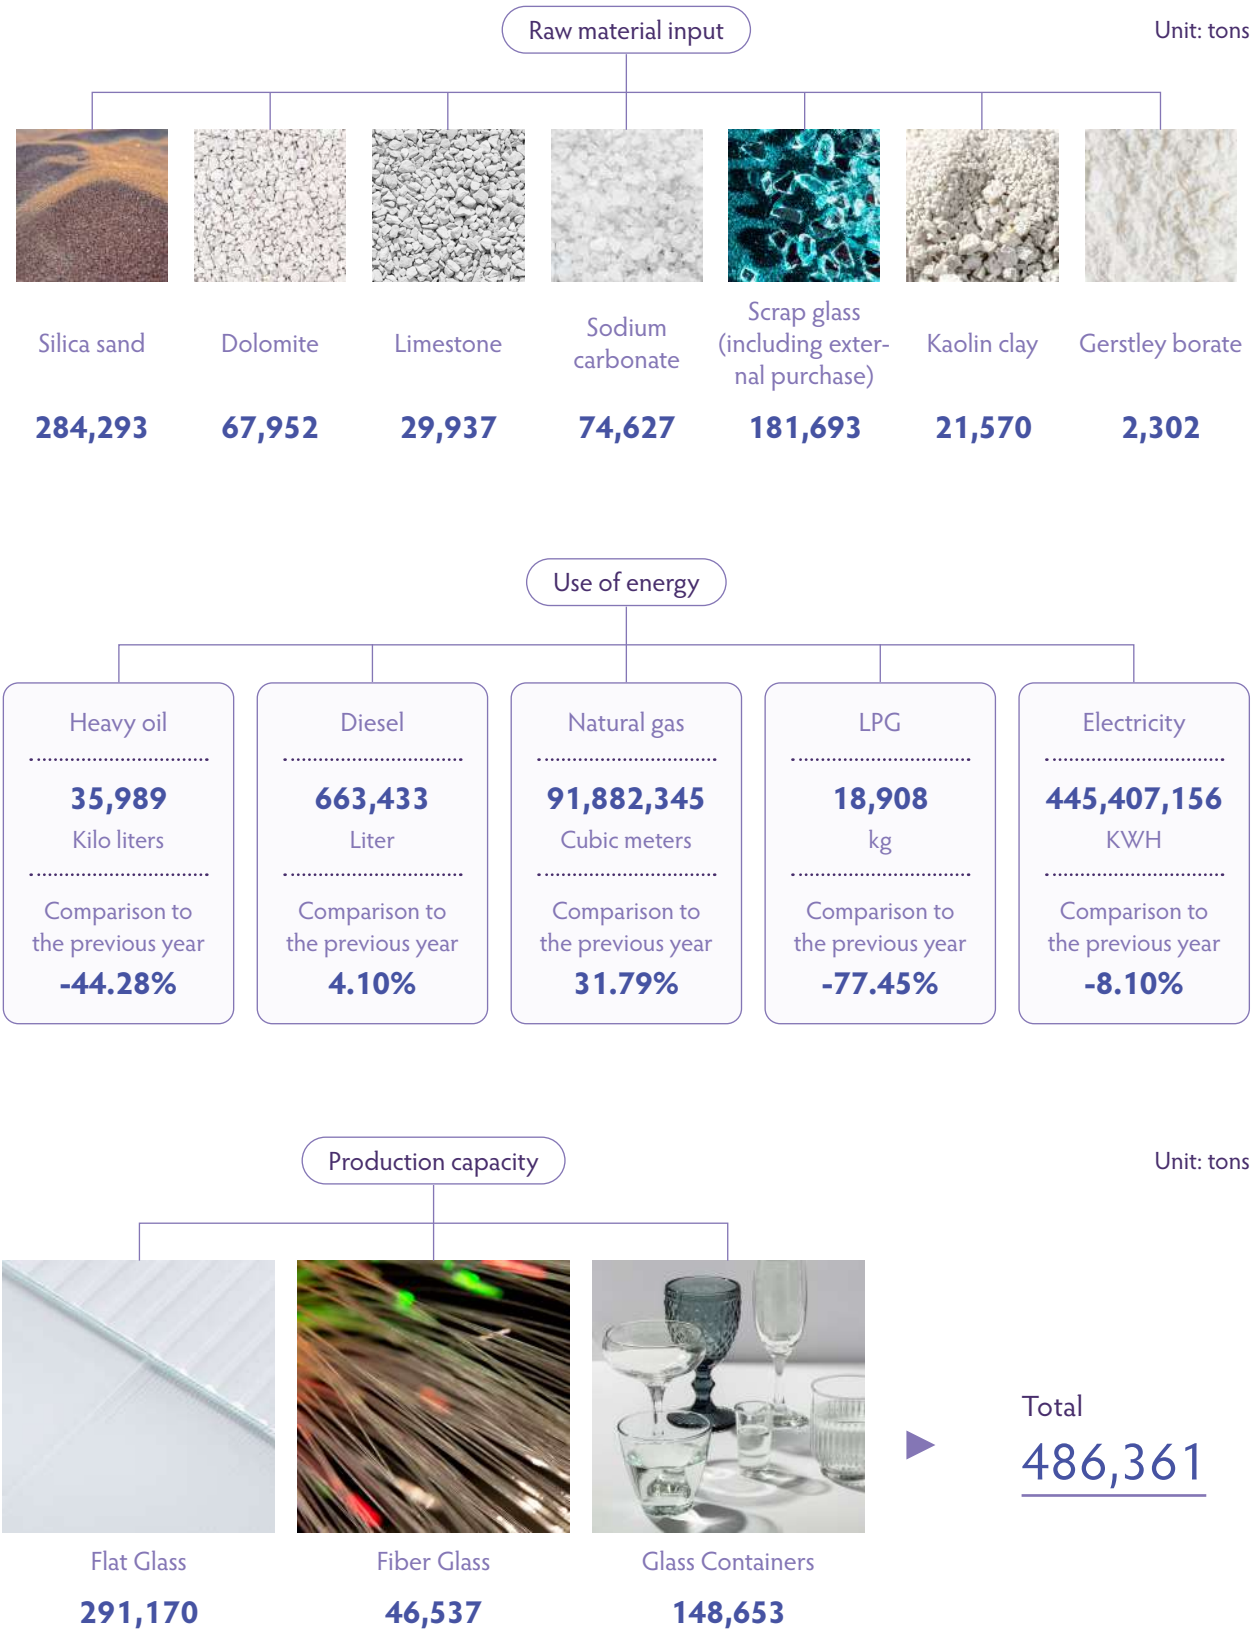 Raw material input
Unit: tons
Silica sand
Dolomite
Limestone
Sodium
carbonate
Scrap glass
(including exter-
nal purchase)
Kaolin clay
Gerstley borate
284,293
67,952
29,937
74,627
181,693
21,570
2,302
Use of energy
Heavy oil
35,989
Kilo liters
Comparison to
the previous year
-44.28%
Diesel
663,433
Liter
Comparison to
the previous year
4.10%
Natural gas
91,882,345
Cubic meters
Comparison to
the previous year
31.79%
LPG
18,908
kg
Comparison to
the previous year
-77.45%
Electricity
445,407,156
KWH
Comparison to
the previous year
-8.10%
Production capacity
Unit: tons
Flat Glass
291,170
Fiber Glass
46,537
Glass Containers
148,653
Total
486,361